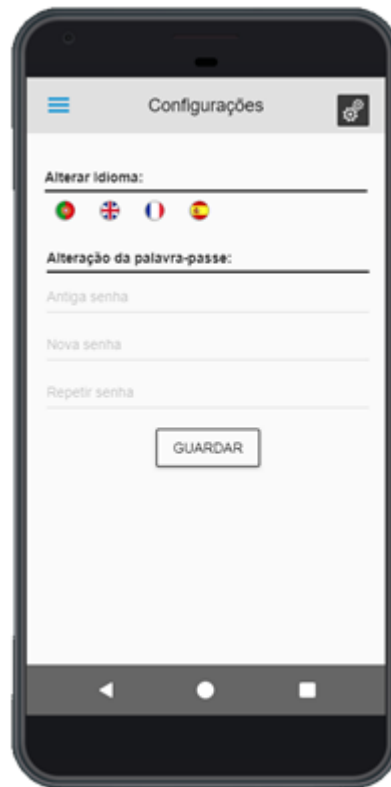 Configurações
Alterar Idioma:
Alteração da palavra-passe:
Antiga senha
Nova senha
Repetir senha
GUARDAR